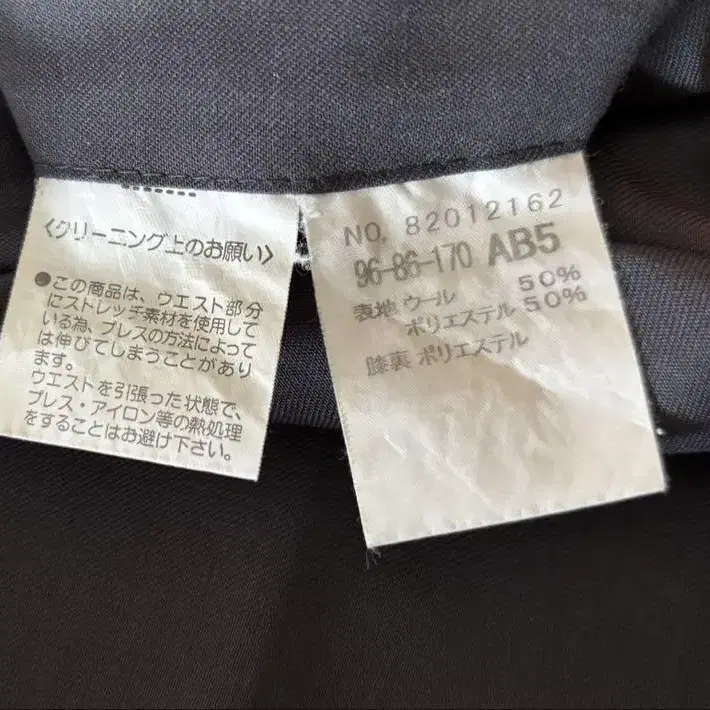 〈クリーニング上のお願い〉
●この商品は、ウエスト部分
にストレッチ素材を使用して
いる為、プレスの方法によって
は伸びてしまうことがあり
ます。
ウエストを引張った状態で、
プレス・アイロン等の熱処理
をすることはお避け下さい。
NO, 82012162
96-86-170 AB5
表地 ウール 50%
ポリエステル 50%
膝裏 ポリエステル